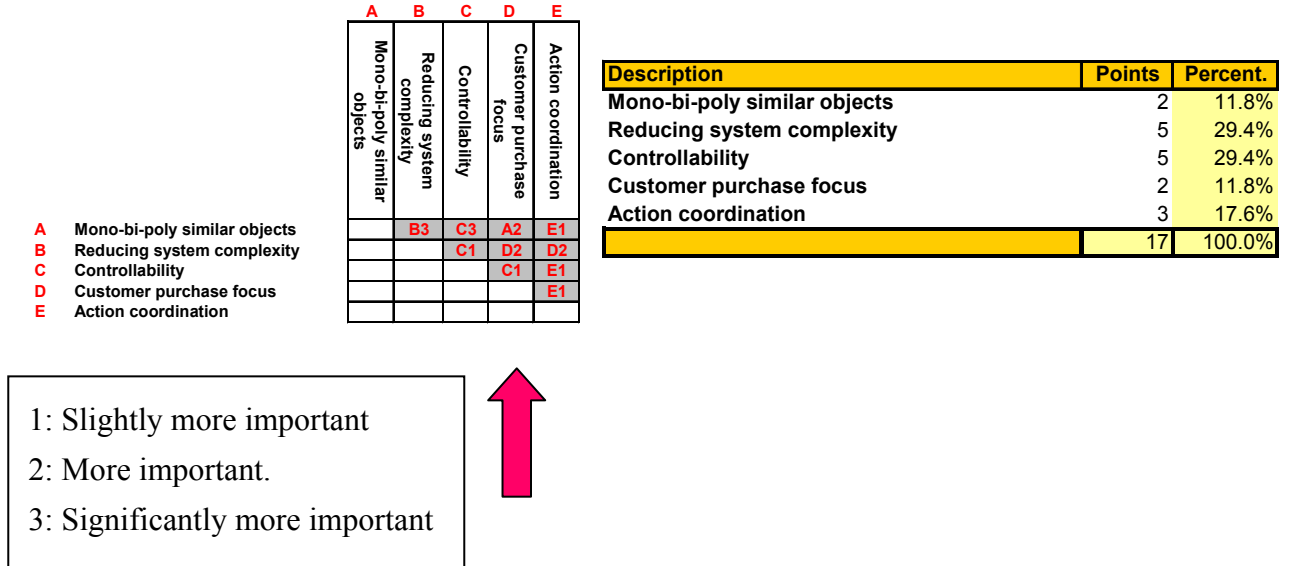 A B C D E
Mono-bi-poly similar
objects
Reducing system
complexity
Controllability
Customer purchase
focus
Action coordination
A Mono-bi-poly similar objects B3 C3 A2 E1
B Reducing system complexity C1 D2 D2
C Controllability C1 E1
D Customer purchase focus E1
E Action coordination
Description Points Percent.
Mono-bi-poly similar objects 2 11.8%
Reducing system complexity 5 29.4%
Controllability 5 29.4%
Customer purchase focus 2 11.8%
Action coordination 3 17.6%
17 100.0%
1: Slightly more important
2: More important.
3: Significantly more important